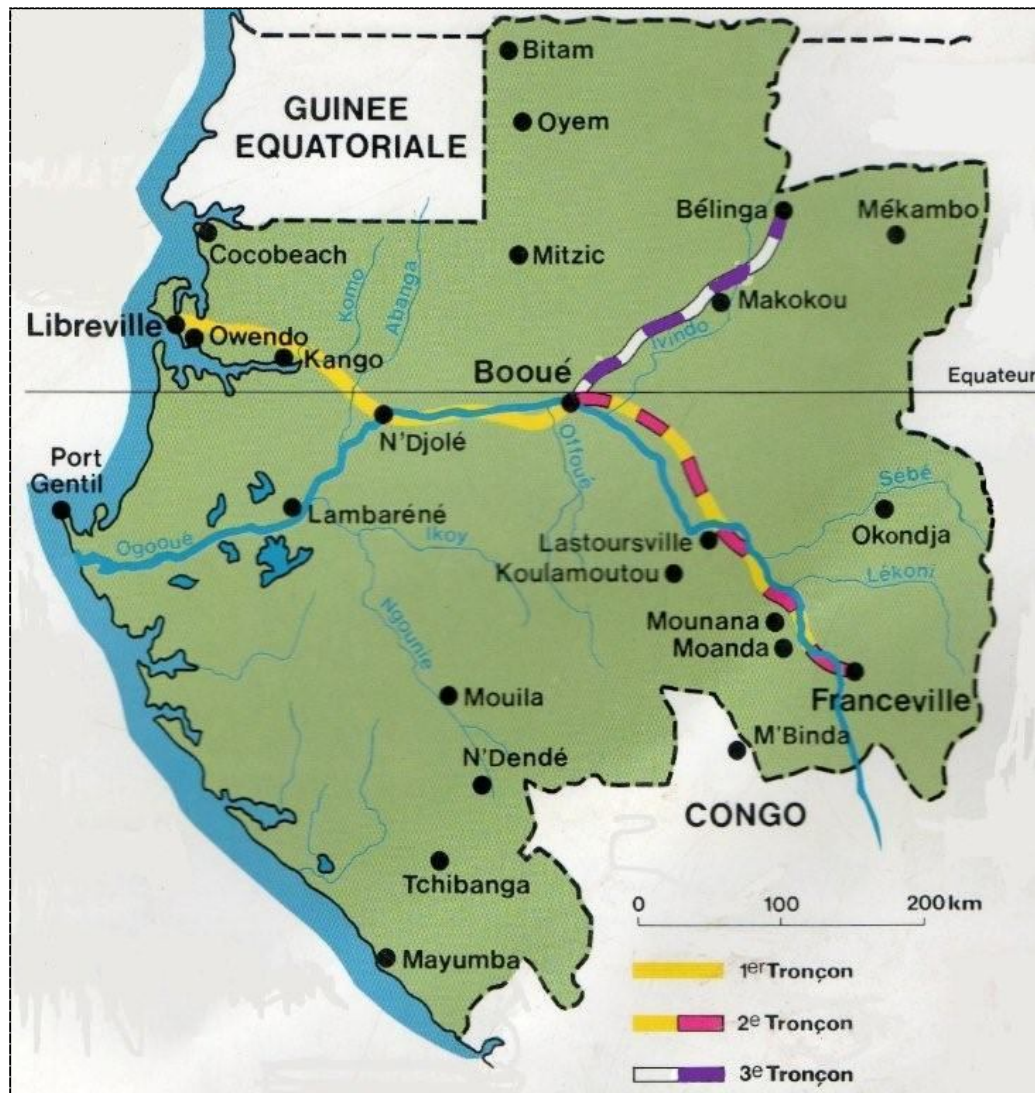 Bitam
GUINEE
EQUATORIALE
Oyem
Bélinga
Mékambo
Cocobeach
Mitzic
Komo
Abanga
Makokou
Libreville
Owendo
Kango
Ivindo
Booué
Equateur
N'Djolé
Offoué
Port
Gentil
Sébé
Lambaréné
Okondja
Ogooué
Ikoy
Lastoursville
Koulamoutou
Lékoni
Ngounie
Mounana
Moanda
Mouila
Franceville
M'Binda
N'Dendé
CONGO
Tchibanga
0 100 200 km
Mayumba
1er Tronçon
2e Tronçon
3e Tronçon